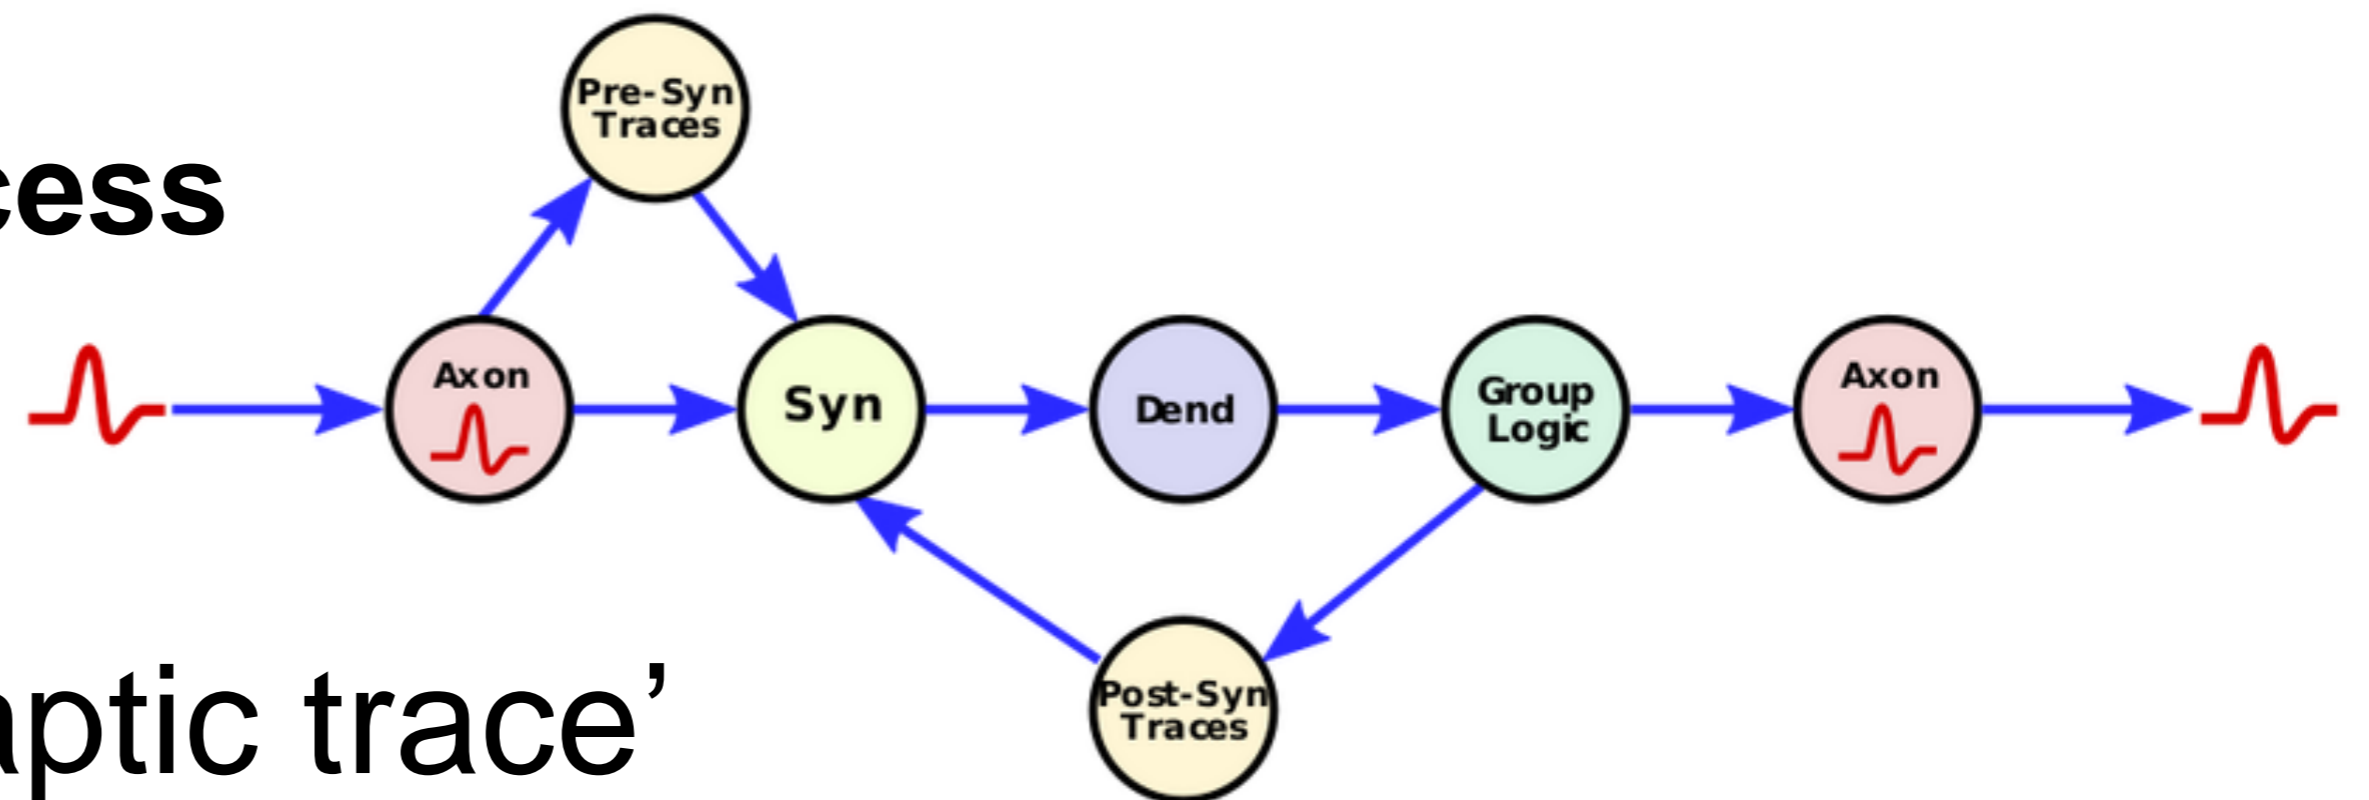 Pre-Syn
Traces
cess
Axon
Syn
Dend
Group
Logic
Axon
Post-Syn
Traces
aptic trace’